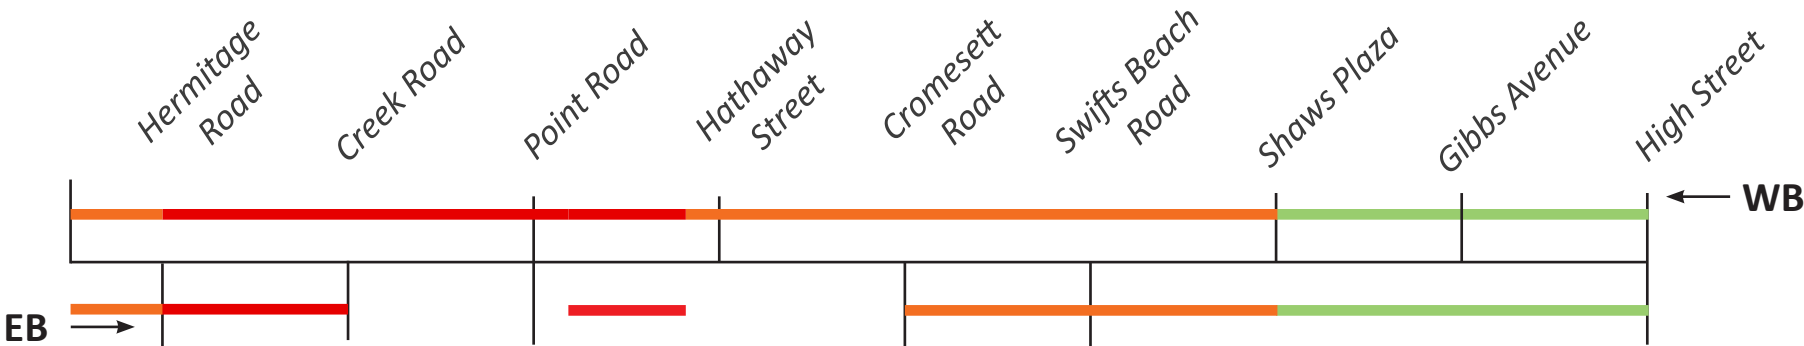 Hermitage
Road
Creek Road
Point Road
Hathaway
Street
Cromesett
Road
Swifts Beach
Road
Shaws Plaza
Gibbs Avenue
High Street
WB
EB